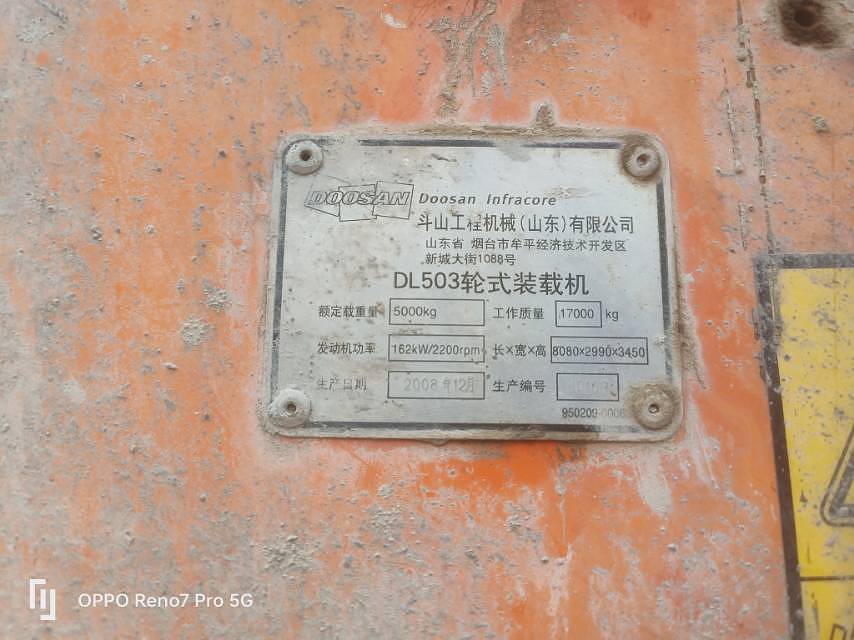 DOOSAN Doosan Infracore
斗山工程机械(山东)有限公司
山东省 烟台市牟平经济技术开发区
新城大街1088号
DL503轮式装载机
额定载重量 5000kg 工作质量 17000 kg
发动机功率 162kW/2200rpm 长×宽×高 8080×2990×3450
生产日期 2008年12月 生产编号
OPPO Reno7 Pro 5G